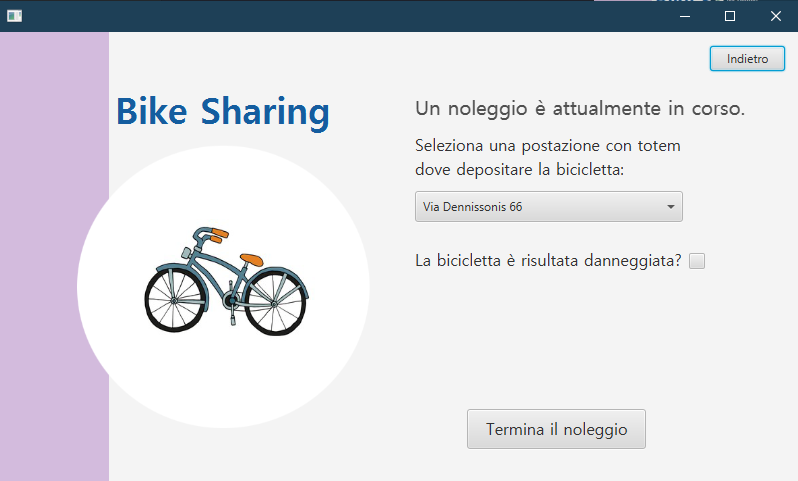 Indietro
Bike Sharing
Un noleggio è attualmente in corso.
Seleziona una postazione con totem
dove depositare la bicicletta:
Via Dennissonis 66
La bicicletta è risultata danneggiata?
Termina il noleggio